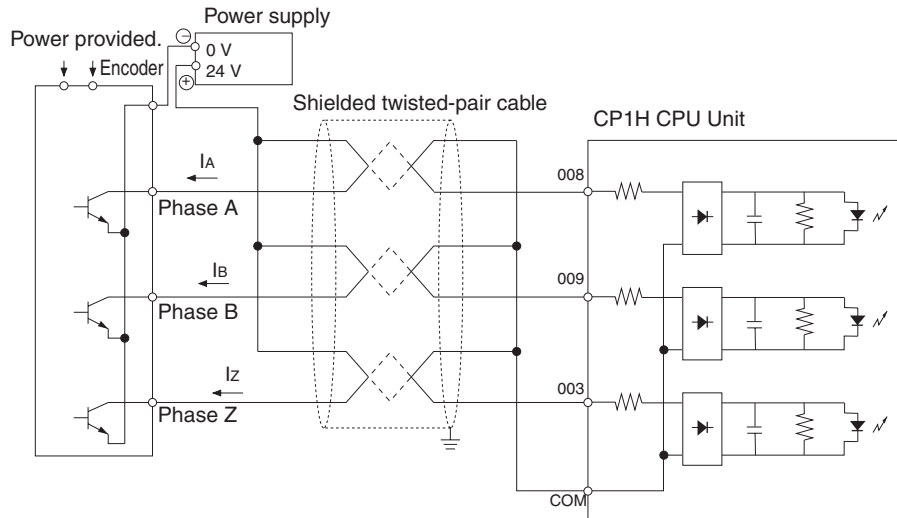 Power supply
Power provided.
0 V
24 V
Encoder
Shielded twisted-pair cable
CP1H CPU Unit
IA
008
Phase A
IB
009
Phase B
IZ
003
Phase Z
COM